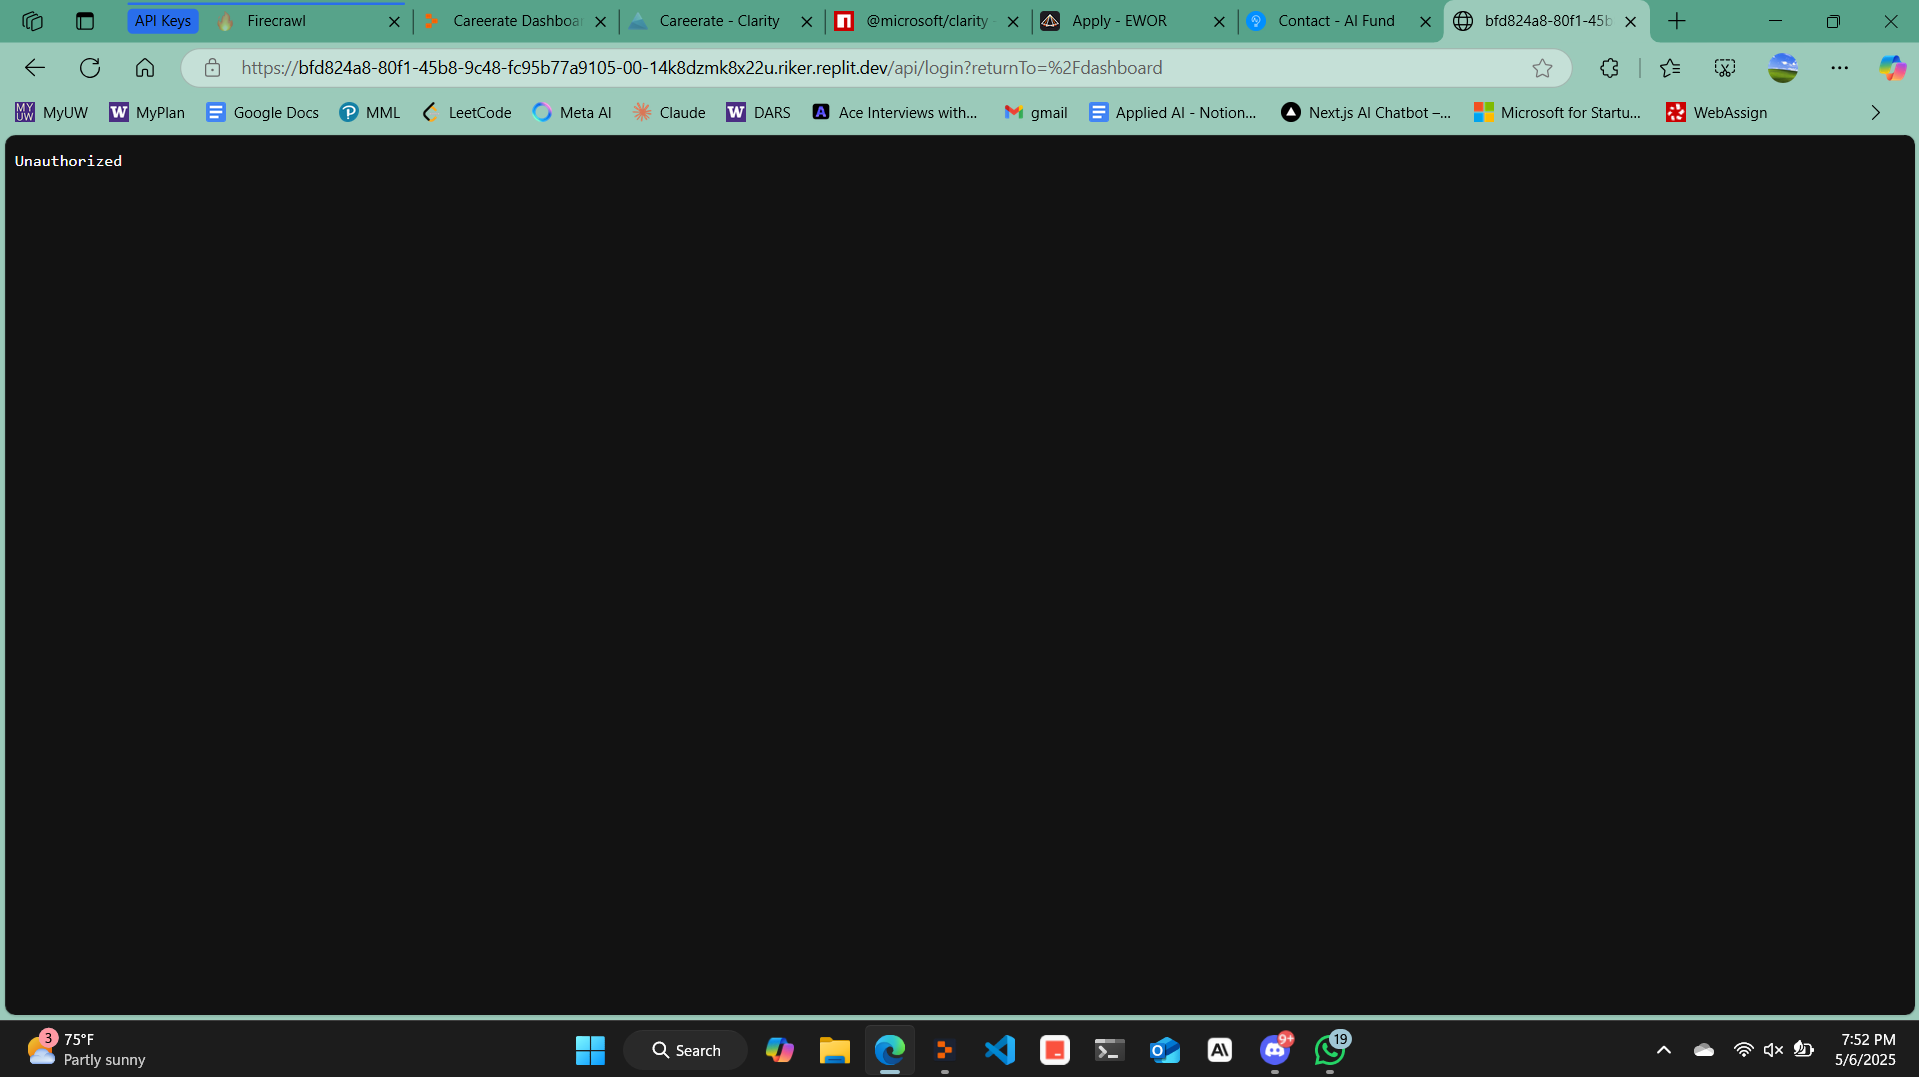 API Keys
Firecrawl
Careerate Dashboa
Careerate - Clarity
@microsoft/clarity -
Apply - EWOR
Contact - AI Fund
bfd824a8-80f1-45b
https://bfd824a8-80f1-45b8-9c48-fc95b77a9105-00-14k8dzmk8x22u.riker.replit.dev/api/login?returnTo=%2Fdashboard
MyUW
MyPlan
Google Docs
MML
LeetCode
Meta AI
Claude
DARS
Ace Interviews with...
gmail
Applied AI - Notion...
Next.js AI Chatbot –...
Microsoft for Startu...
WebAssign
Unauthorized
3
75°F
Partly sunny
Search
9+
19
7:52 PM
5/6/2025